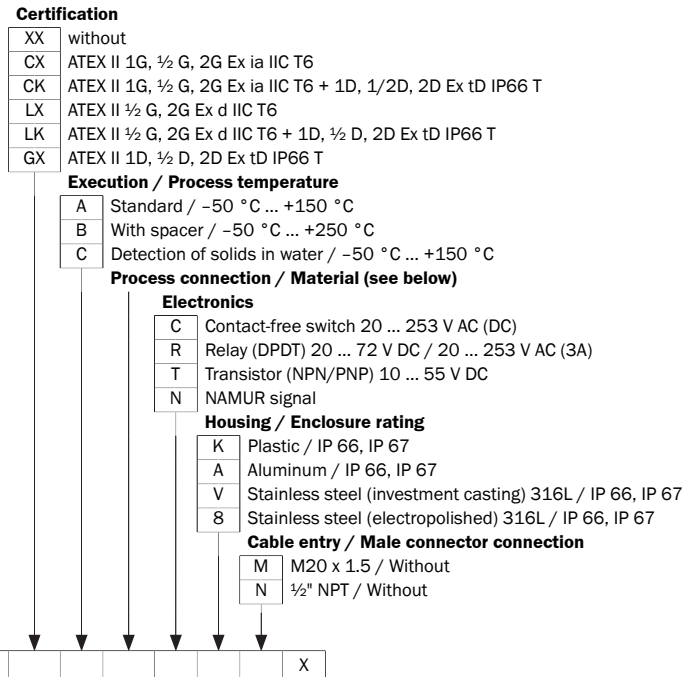 Certification
XX without
CX ATEX II 1G, ½ G, 2G Ex ia IIC T6
CK ATEX II 1G, ½ G, 2G Ex ia IIC T6 + 1D, 1/2D, 2D Ex tD IP66 T
LX ATEX II ½ G, 2G Ex d IIC T6
LK ATEX II ½ G, 2G Ex d IIC T6 + 1D, ½ D, 2D Ex tD IP66 T
GX ATEX II 1D, ½ D, 2D Ex tD IP66 T
Execution / Process temperature
A Standard / –50 °C ... +150 °C
B With spacer / –50 °C ... +250 °C
C Detection of solids in water / –50 °C ... +150 °C
Process connection / Material (see below)
Electronics
C Contact-free switch 20 ... 253 V AC (DC)
R Relay (DPDT) 20 ... 72 V DC / 20 ... 253 V AC (3A)
T Transistor (NPN/PNP) 10 ... 55 V DC
N NAMUR signal
Housing / Enclosure rating
K Plastic / IP 66, IP 67
A Aluminum / IP 66, IP 67
V Stainless steel (investment casting) 316L / IP 66, IP 67
8 Stainless steel (electropolished) 316L / IP 66, IP 67
Cable entry / Male connector connection
M M20 x 1.5 / Without
N ½" NPT / Without
X